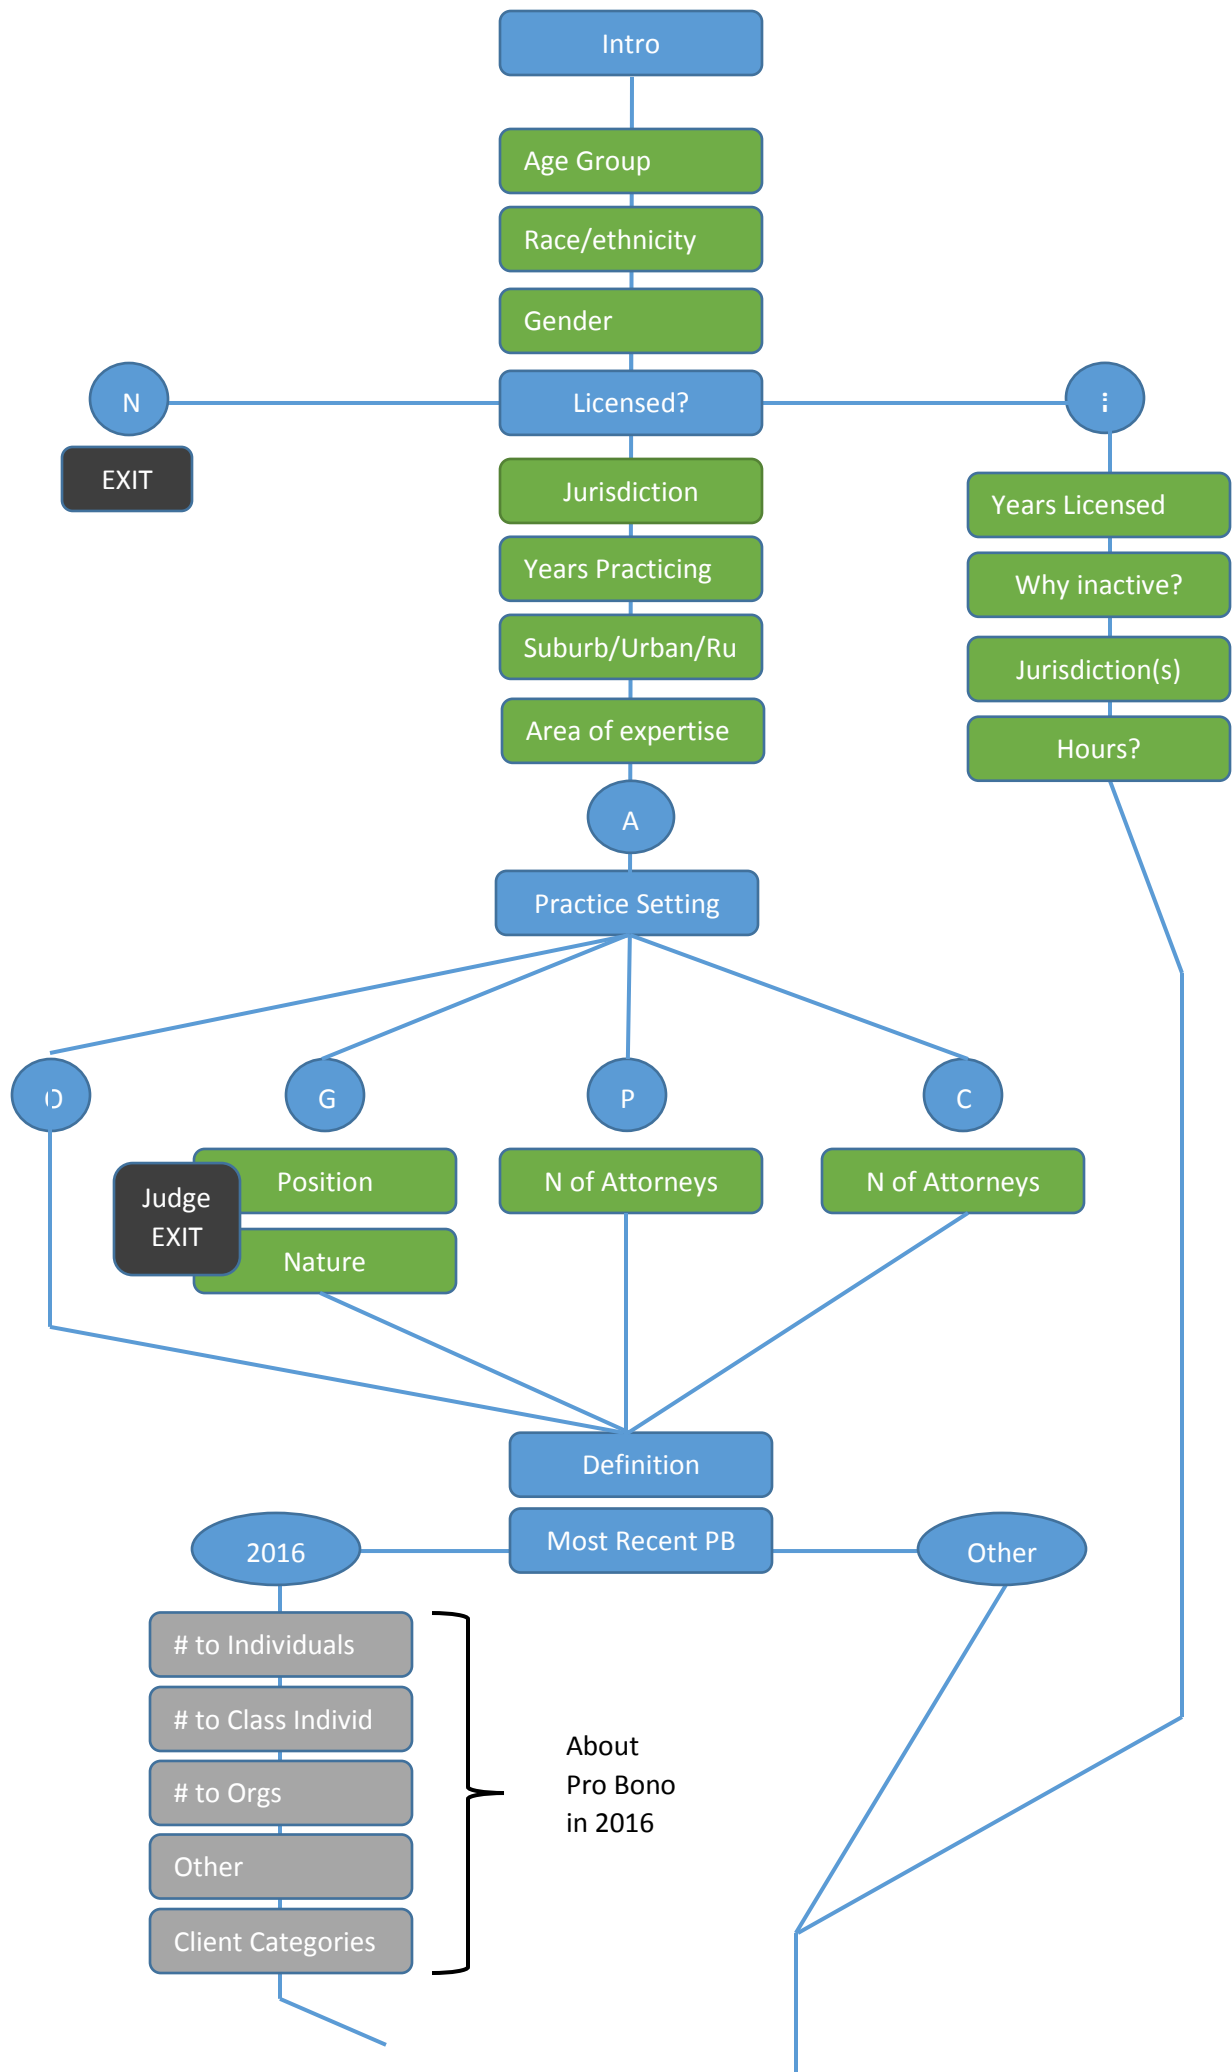 Intro
Age Group
Race/ethnicity
Gender
N
Licensed?
EXIT
Jurisdiction
Years Licensed
Years Practicing
Why inactive?
Suburb/Urban/Ru
Jurisdiction(s)
Area of expertise
Hours?
A
Practice Setting
G
P
C
Position
N of Attorneys
N of Attorneys
Judge
EXIT
Nature
Definition
2016
Most Recent PB
Other
# to Individuals
# to Class Individ
# to Orgs
Other
Client Categories
About
Pro Bono
in 2016